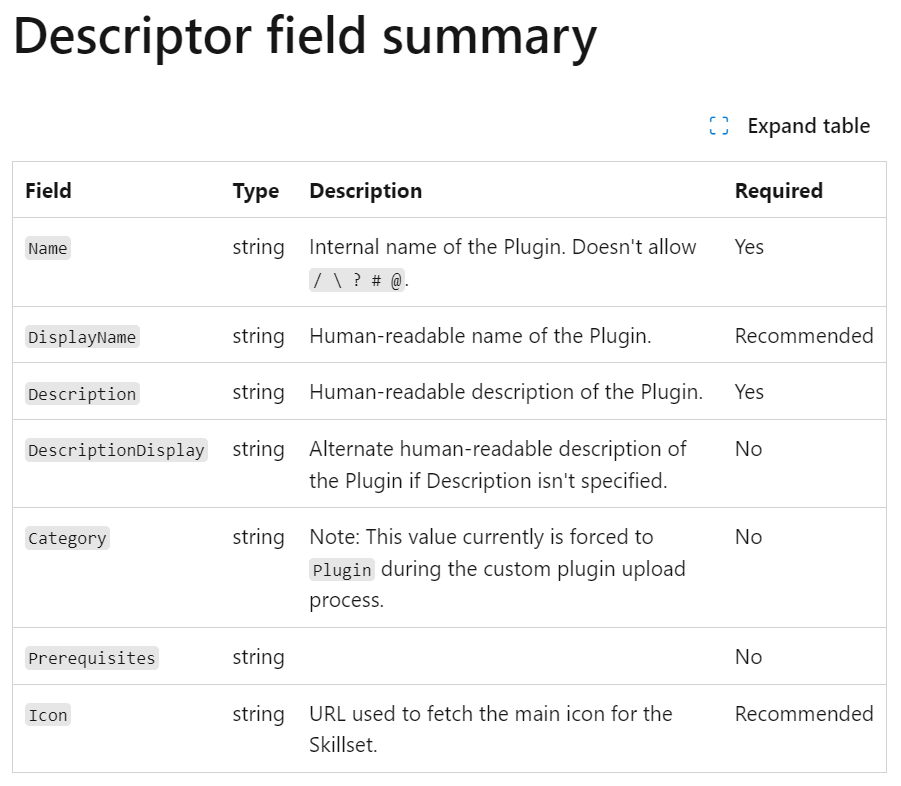 Descriptor field summary
Expand table
Field Type Description Required
Name string Internal name of the Plugin. Doesn't allow Yes
/ \ ? # @.
DisplayName string Human-readable name of the Plugin. Recommended
Description string Human-readable description of the Plugin. Yes
DescriptionDisplay string Alternate human-readable description of No
the Plugin if Description isn't specified.
Category string Note: This value currently is forced to No
Plugin during the custom plugin upload
process.
Prerequisites string No
Icon string URL used to fetch the main icon for the Recommended
Skillset.